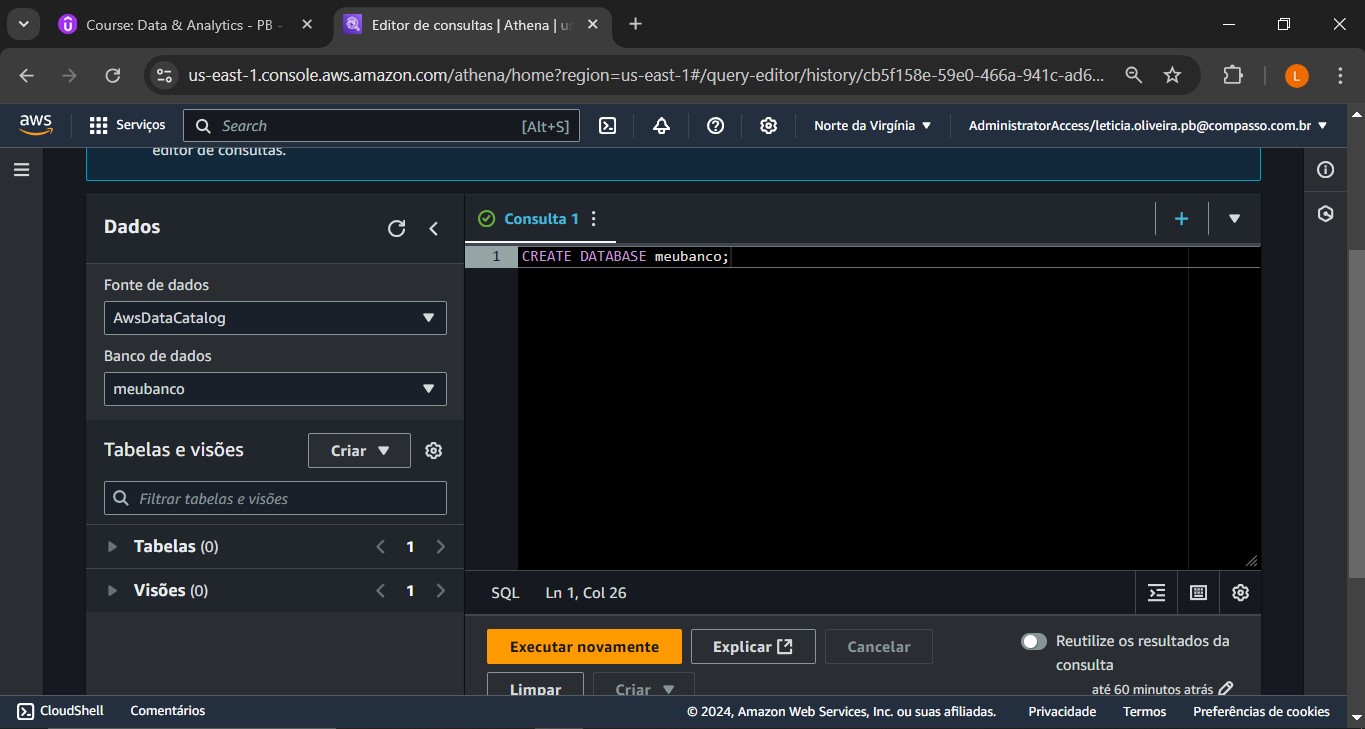 Course: Data & Analytics - PB -
Editor de consultas | Athena | us
us-east-1.console.aws.amazon.com/athena/home?region=us-east-1#/query-editor/history/cb5f158e-59e0-466a-941c-ad6...
L
aws
Serviços
Search
[Alt+S]
Norte da Virgínia
AdministratorAccess/leticia.oliveira.pb@compasso.com.br
editor de consultas.
Dados
Consulta 1
1 CREATE DATABASE meubanco;
Fonte de dados
AwsDataCatalog
Banco de dados
meubanco
Tabelas e visões
Criar
Filtrar tabelas e visões
Tabelas (0)
1
Visões (0)
1
SQL Ln 1, Col 26
Executar novamente
Explicar
Cancelar
Reutilize os resultados da
consulta
até 60 minutos atrás
Limpar
Criar
CloudShell
Comentários
© 2024, Amazon Web Services, Inc. ou suas afiliadas.
Privacidade
Termos
Preferências de cookies